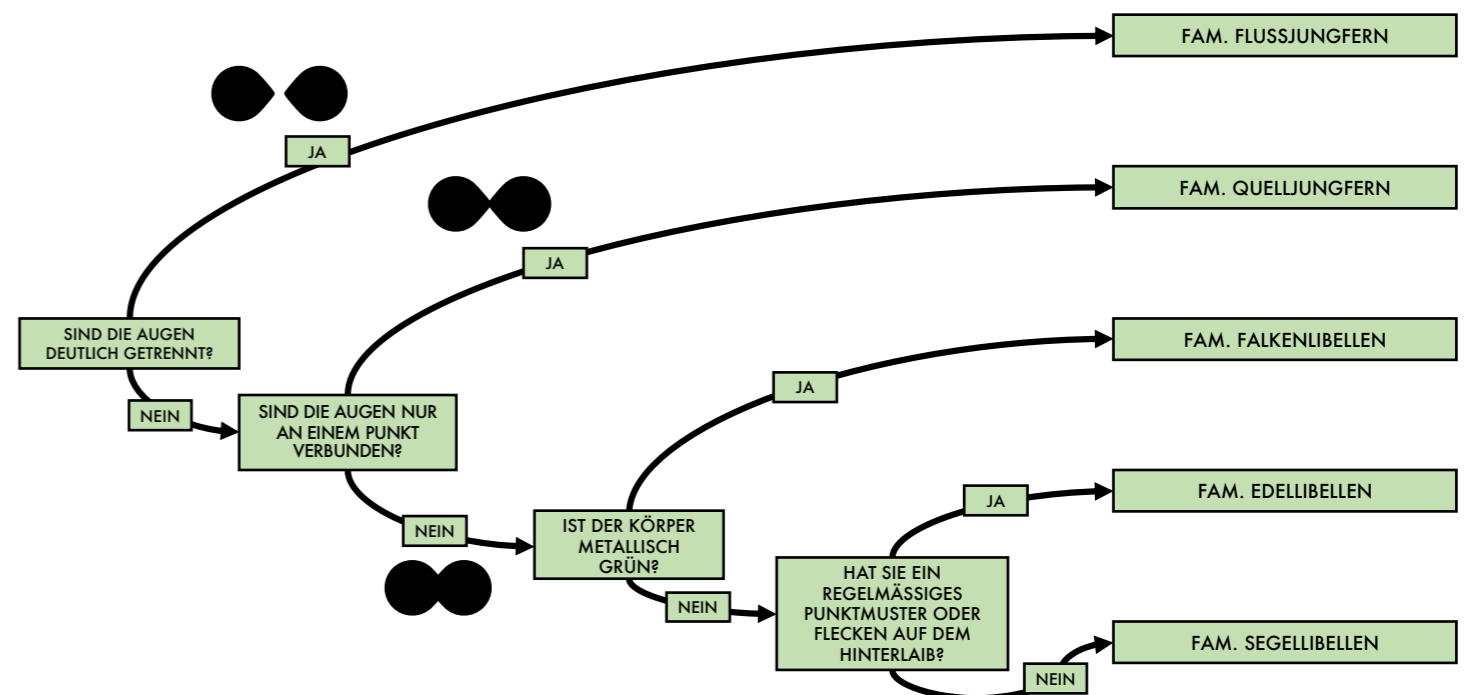 FAM. FLUSSJUNGFERN
JA
FAM. QUELLJUNGFERN
JA
SIND DIE AUGEN
DEUTLICH GETRENNT?
FAM. FALKENLIBELLEN
JA
NEIN
SIND DIE AUGEN NUR
AN EINEM PUNKT
VERBUNDEN?
FAM. EDELLIBELLEN
JA
NEIN
IST DER KÖRPER
METALLISCH
GRÜN?
NEIN
HAT SIE EIN
REGELMÄSSIGES
PUNKTMUSTER ODER
FLECKEN AUF DEM
HINTERLAIB?
FAM. SEGELLIBELLEN
NEIN